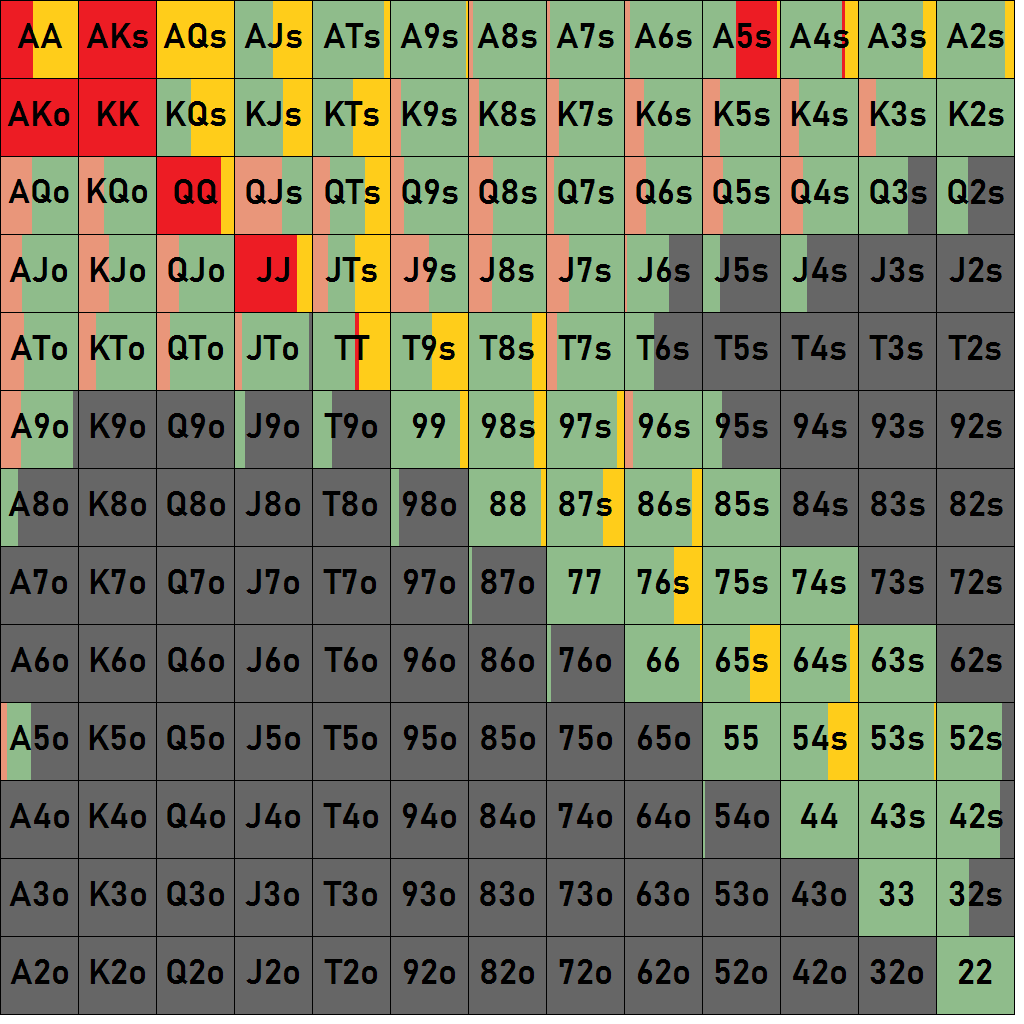 AA AKs AQs AJs ATs A9s A8s A7s A6s A5s A4s A3s A2s
AKo KK KQs KJs KTs K9s K8s K7s K6s K5s K4s K3s K2s
AQo KQo QQ QJs QTs Q9s Q8s Q7s Q6s Q5s Q4s Q3s Q2s
AJo KJo QJo JJ JTs J9s J8s J7s J6s J5s J4s J3s J2s
ATo KTo QTo JTo TT T9s T8s T7s T6s T5s T4s T3s T2s
A9o K9o Q9o J9o T9o 99 98s 97s 96s 95s 94s 93s 92s
A8o K8o Q8o J8o T8o 98o 88 87s 86s 85s 84s 83s 82s
A7o K7o Q7o J7o T7o 97o 87o 77 76s 75s 74s 73s 72s
A6o K6o Q6o J6o T6o 96o 86o 76o 66 65s 64s 63s 62s
A5o K5o Q5o J5o T5o 95o 85o 75o 65o 55 54s 53s 52s
A4o K4o Q4o J4o T4o 94o 84o 74o 64o 54o 44 43s 42s
A3o K3o Q3o J3o T3o 93o 83o 73o 63o 53o 43o 33 32s
A2o K2o Q2o J2o T2o 92o 82o 72o 62o 52o 42o 32o 22